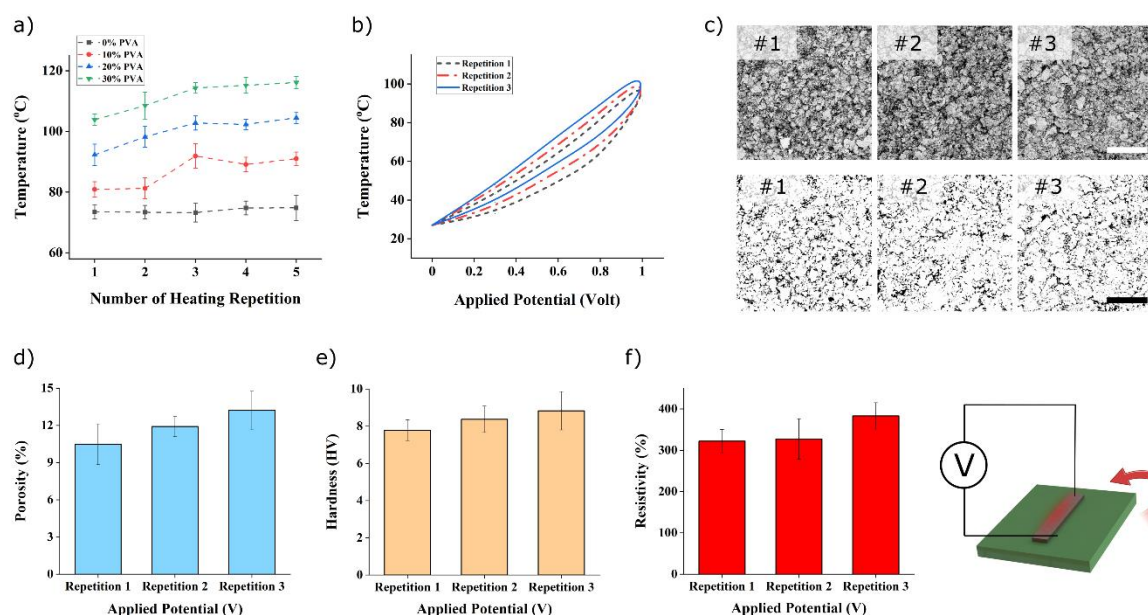 a)
0% PVA
10% PVA
20% PVA
30% PVA
120
100
80
60
Temperature (°C)
1 2 3 4 5
Number of Heating Repetition
b)
Repetition 1
Repetition 2
Repetition 3
100
80
60
40
20
Temperature (°C)
0 0.2 0.4 0.6 0.8 1
Applied Potential (Volt)
c)
#1 #2 #3
#1 #2 #3
d)
15
12
9
6
3
0
Porosity (%)
Repetition 1 Repetition 2 Repetition 3
Applied Potential (V)
e)
10
8
6
4
2
0
Hardness (HV)
Repetition 1 Repetition 2 Repetition 3
Applied Potential (V)
f)
400
300
200
100
0
Resistivity (%)
Repetition 1 Repetition 2 Repetition 3
Applied Potential (V)
V